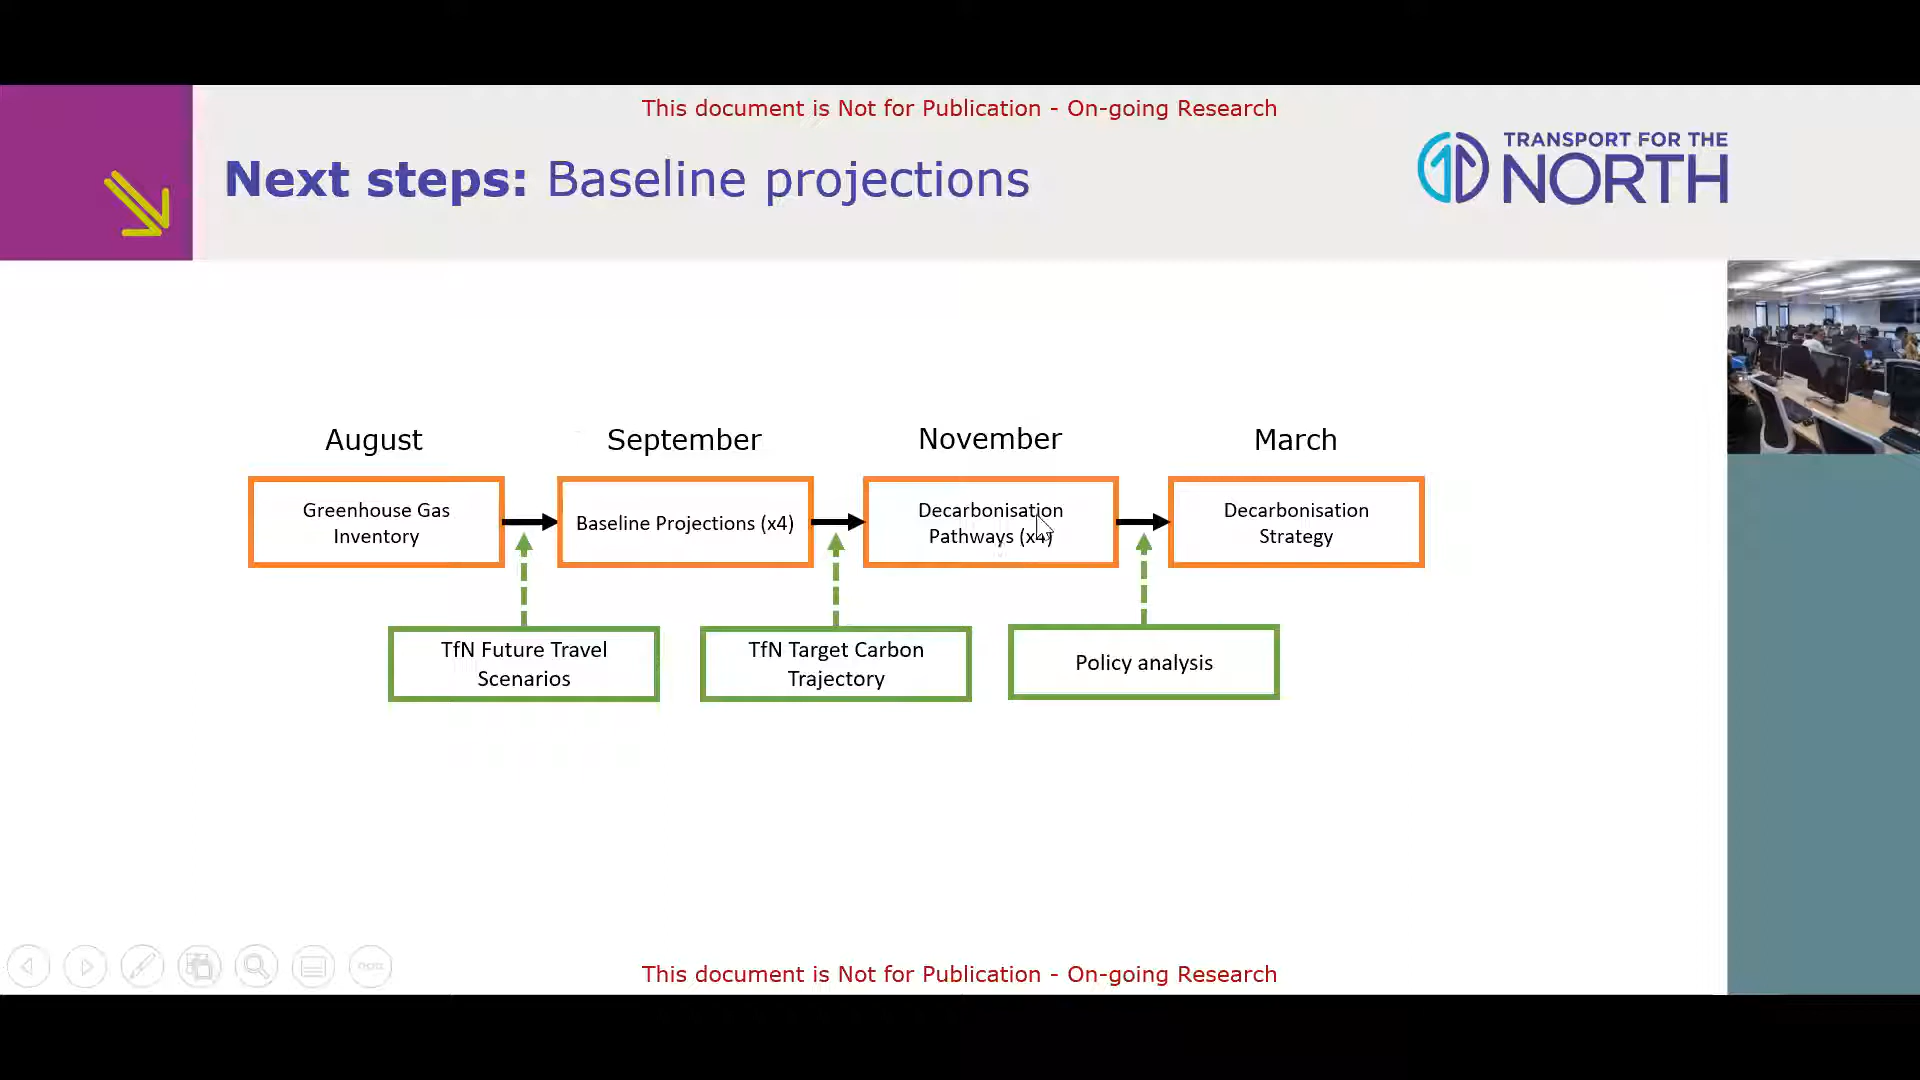 This document is Not for Publication - On-going Research
Next steps: Baseline projections
TRANSPORT FOR THE
NORTH
August
September
November
March
Greenhouse Gas
Inventory
Baseline Projections (x4)
Decarbonisation
Pathways (x4)
Decarbonisation
Strategy
TfN Future Travel
Scenarios
TfN Target Carbon
Trajectory
Policy analysis
This document is Not for Publication - On-going Research